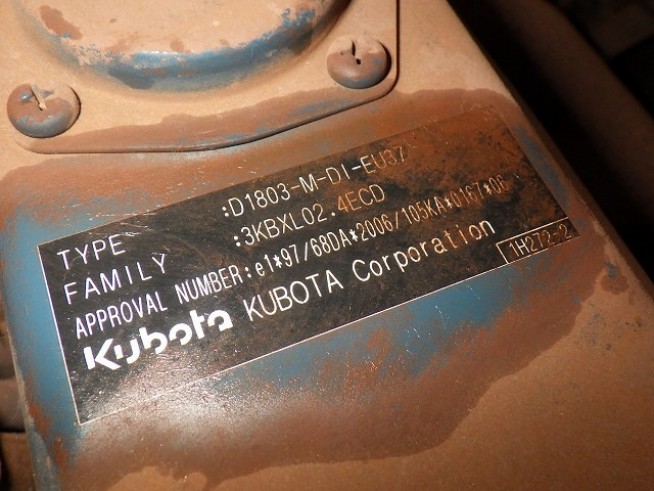 TYPE :D1803-M-DI-EU37
FAMILY :3KBXL02.4ECD
APPROVAL NUMBER:e1*97/68DA*2006/105KA*0167*06
Kubota KUBOTA Corporation
1H272-2